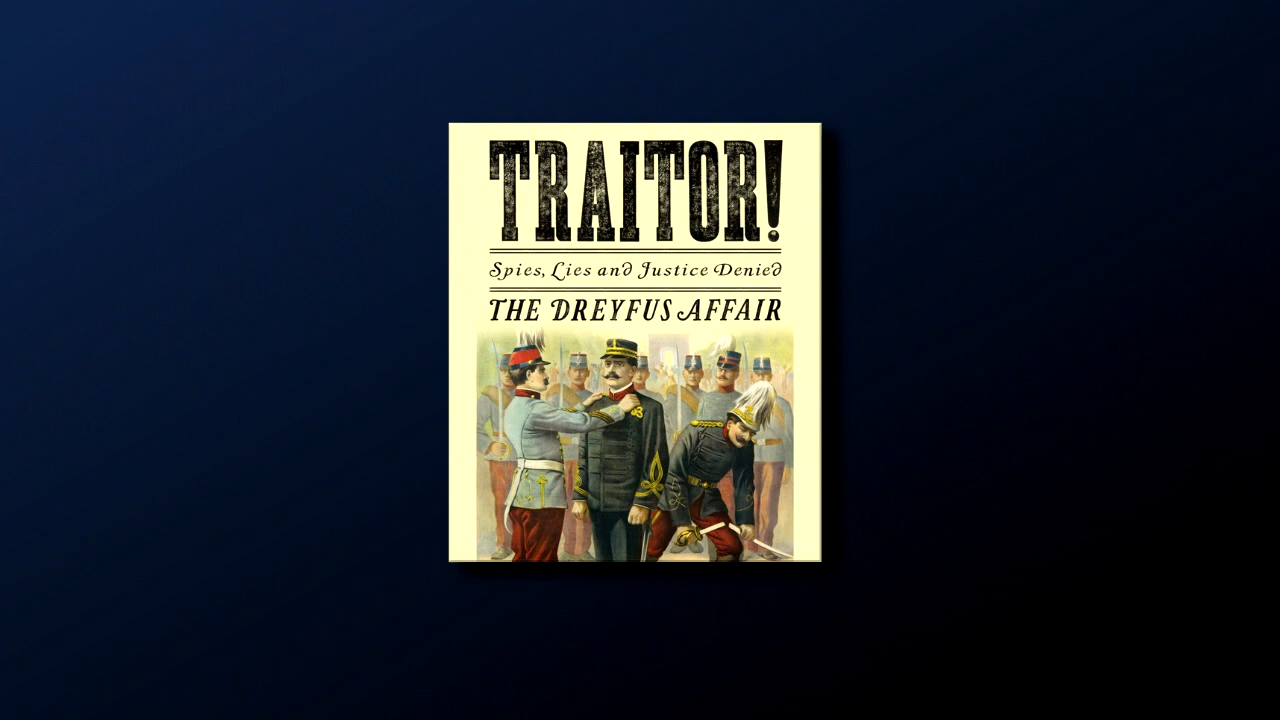 TRAITOR!
Spies, Lies and Justice Denied
THE DREYFUS AFFAIR